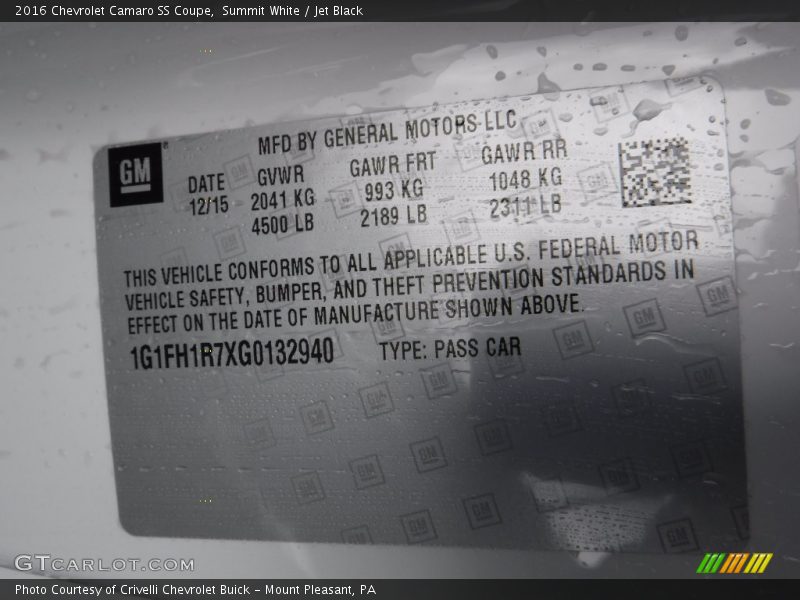 2016 Chevrolet Camaro SS Coupe,  Summit White / Jet Black
MFD BY GENERAL MOTORS LLC
GM
DATE GVWR GAWR FRT GAWR RR
12/15 2041 KG 993 KG 1048 KG
4500 LB 2189 LB 2311 LB
THIS VEHICLE CONFORMS TO ALL APPLICABLE U.S. FEDERAL MOTOR
VEHICLE SAFETY, BUMPER, AND THEFT PREVENTION STANDARDS IN
EFFECT ON THE DATE OF MANUFACTURE SHOWN ABOVE.
1G1FH1R7XG0132940 TYPE: PASS CAR
GTCARLOT.COM
Photo Courtesy of Crivelli Chevrolet Buick - Mount Pleasant, PA